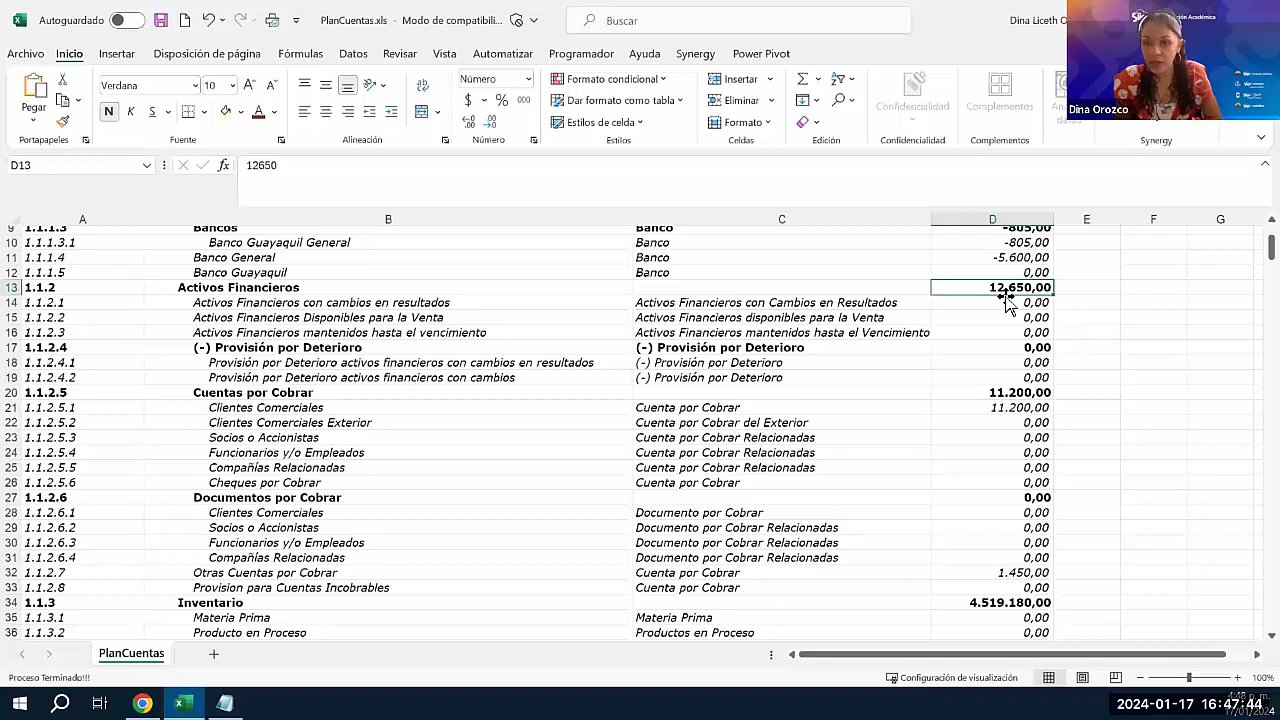 Autoguardado
PlanCuentas.xls - Modo de compatibili...
Buscar
Dina Liceth O
Archivo Inicio Insertar Disposición de página Fórmulas Datos Revisar Vista Automatizar Programador Ayuda Synergy Power Pivot
Pegar
Verdana 10
N K S
Número
$ % 000
Formato condicional
Dar formato como tabla
Estilos de celda
Insertar
Eliminar
Formato
Confidencialidad
Complementos
Portapapeles Fuente Alineación Número Estilos Celdas Edición Confidencialidad Complementos Synergy
Dina Orozco
D13 fx 12650
A B C D E F G
9 1.1.1.3 Bancos Banco -805,00
10 1.1.1.3.1 Banco Guayaquil General Banco -805,00
11 1.1.1.4 Banco General Banco -5.600,00
12 1.1.1.5 Banco Guayaquil Banco 0,00
13 1.1.2 Activos Financieros 12.650,00
14 1.1.2.1 Activos Financieros con cambios en resultados Activos Financieros con Cambios en Resultados 0,00
15 1.1.2.2 Activos Financieros Disponibles para la Venta Activos Financieros disponibles para la Venta 0,00
16 1.1.2.3 Activos Financieros mantenidos hasta el vencimiento Activos Financieros mantenidos hasta el Vencimiento 0,00
17 1.1.2.4 (-) Provisión por Deterioro (-) Provisión por Deterioro 0,00
18 1.1.2.4.1 Provisión por Deterioro activos financieros con cambios en resultados (-) Provisión por Deterioro 0,00
19 1.1.2.4.2 Provisión por Deterioro activos financieros con cambios (-) Provisión por Deterioro 0,00
20 1.1.2.5 Cuentas por Cobrar 11.200,00
21 1.1.2.5.1 Clientes Comerciales Cuenta por Cobrar 11.200,00
22 1.1.2.5.2 Clientes Comerciales Exterior Cuenta por Cobrar del Exterior 0,00
23 1.1.2.5.3 Socios o Accionistas Cuenta por Cobrar Relacionadas 0,00
24 1.1.2.5.4 Funcionarios y/o Empleados Cuenta por Cobrar Relacionadas 0,00
25 1.1.2.5.5 Compañías Relacionadas Cuenta por Cobrar Relacionadas 0,00
26 1.1.2.5.6 Cheques por Cobrar Cuenta por Cobrar 0,00
27 1.1.2.6 Documentos por Cobrar 0,00
28 1.1.2.6.1 Clientes Comerciales Documento por Cobrar 0,00
29 1.1.2.6.2 Socios o Accionistas Documento por Cobrar Relacionadas 0,00
30 1.1.2.6.3 Funcionarios y/o Empleados Documento por Cobrar Relacionadas 0,00
31 1.1.2.6.4 Compañías Relacionadas Documento por Cobrar Relacionadas 0,00
32 1.1.2.7 Otras Cuentas por Cobrar Cuenta por Cobrar 1.450,00
33 1.1.2.8 Provision para Cuentas Incobrables Cuenta por Cobrar 0,00
34 1.1.3 Inventario 4.519.180,00
35 1.1.3.1 Materia Prima Materia Prima 0,00
36 1.1.3.2 Producto en Proceso Productos en Proceso 0,00
PlanCuentas
Proceso Terminado!!! Configuración de visualización 100%
2024-01-17 16:47:44